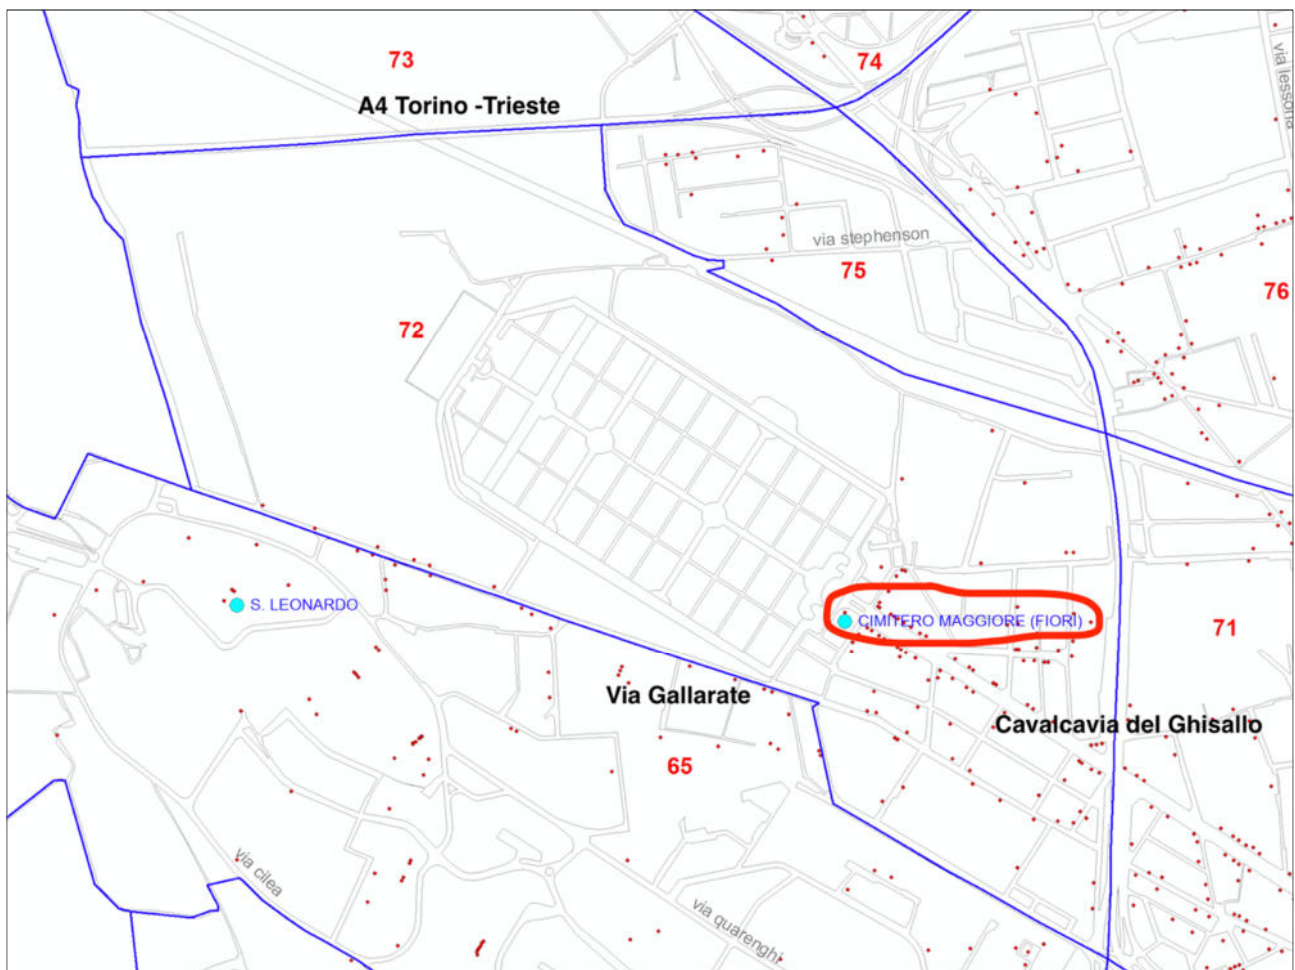 73
74
A4 Torino -Trieste
via lessona
via stephenson
75
76
72
S. LEONARDO
CIMITERO MAGGIORE (FIORI)
71
Via Gallarate
Cavalcavia del Ghisallo
65
via cilea
via quarenghi